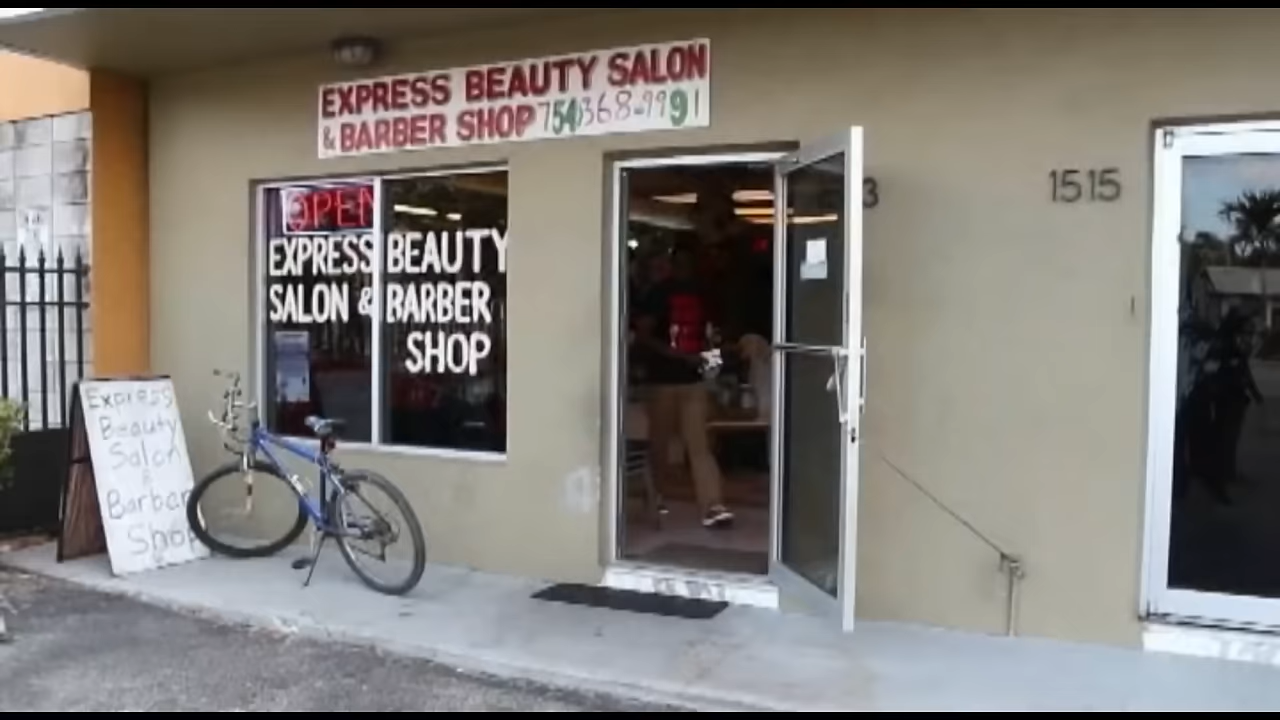 EXPRESS BEAUTY SALON
& BARBER SHOP 754)368-9991
OPEN
EXPRESS BEAUTY
SALON & BARBER
SHOP
Express
Beauty
Salon
&
Barber
Shop
3
1515